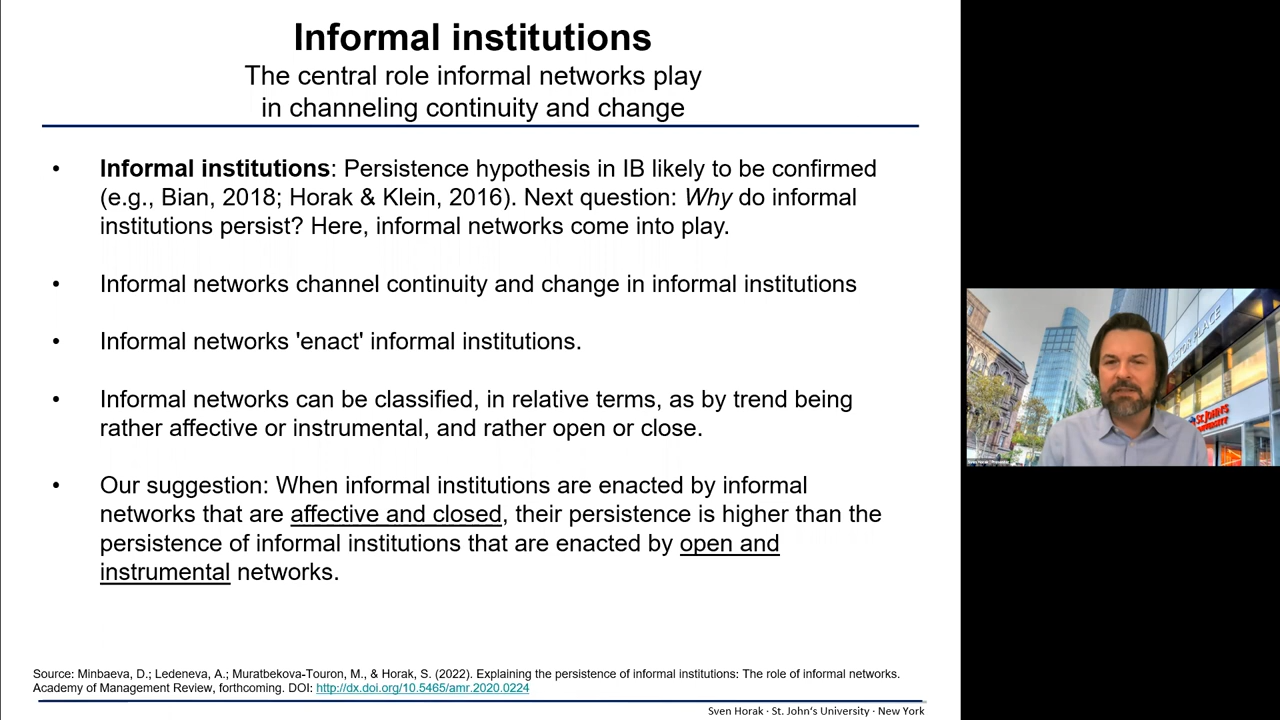 Informal institutions
The central role informal networks play
in channeling continuity and change
• Informal institutions: Persistence hypothesis in IB likely to be confirmed
(e.g., Bian, 2018; Horak & Klein, 2016). Next question: Why do informal
institutions persist? Here, informal networks come into play.
• Informal networks channel continuity and change in informal institutions
• Informal networks 'enact' informal institutions.
• Informal networks can be classified, in relative terms, as by trend being
rather affective or instrumental, and rather open or close.
• Our suggestion: When informal institutions are enacted by informal
networks that are affective and closed, their persistence is higher than the
persistence of informal institutions that are enacted by open and
instrumental networks.
Source: Minbaeva, D.; Ledeneva, A.; Muratbekova-Touron, M., & Horak, S. (2022). Explaining the persistence of informal institutions: The role of informal networks.
Academy of Management Review, forthcoming. DOI: http://dx.doi.org/10.5465/amr.2020.0224
Sven Horak · St. John's University · New York
PLACE
ST. JOHN'S
UNIVERSITY